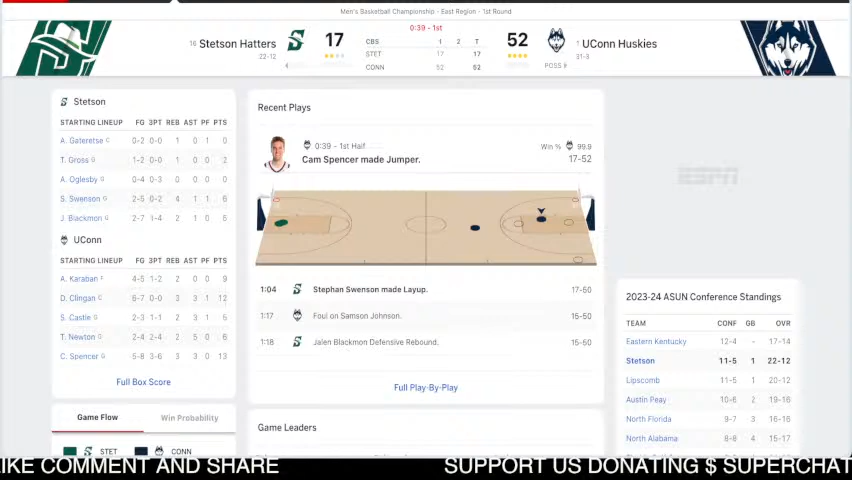 Men's Basketball Championship - East Region - 1st Round
16 Stetson Hatters
22-12
17
0:39 - 1st
CBS 1 2 T
STET 17 17
CONN 52 52
52
1 UConn Huskies
31-3
POSS
Stetson
STARTING LINEUP FG 3PT REB AST PF PTS
A. Gateretse C 0-2 0-0 1 0 1 0
T. Gross G 1-2 0-0 1 0 0 2
A. Oglesby G 0-4 0-3 0 0 0 0
S. Swenson G 2-5 0-2 4 1 1 6
J. Blackmon G 2-7 1-4 2 1 0 5
UConn
STARTING LINEUP FG 3PT REB AST PF PTS
A. Karaban F 4-5 1-2 2 0 0 9
D. Clingan C 6-7 0-0 3 3 1 12
S. Castle G 2-3 1-1 2 3 1 5
T. Newton G 2-4 2-4 2 5 0 6
C. Spencer G 5-8 3-6 3 3 0 13
Full Box Score
Game Flow Win Probability
STET CONN
Recent Plays
0:39 - 1st Half
Cam Spencer made Jumper.
Win % 99.9
17-52
1:04 Stephan Swenson made Layup. 17-50
1:17 Foul on Samson Johnson. 15-50
1:18 Jalen Blackmon Defensive Rebound. 15-50
Full Play-By-Play
Game Leaders
ESPN
2023-24 ASUN Conference Standings
TEAM CONF GB OVR
Eastern Kentucky 12-4 - 17-14
Stetson 11-5 1 22-12
Lipscomb 11-5 1 20-12
Austin Peay 10-6 2 19-16
North Florida 9-7 3 16-16
North Alabama 8-8 4 15-17
IKE COMMENT AND SHARE
SUPPORT US DONATING $ SUPERCHAT